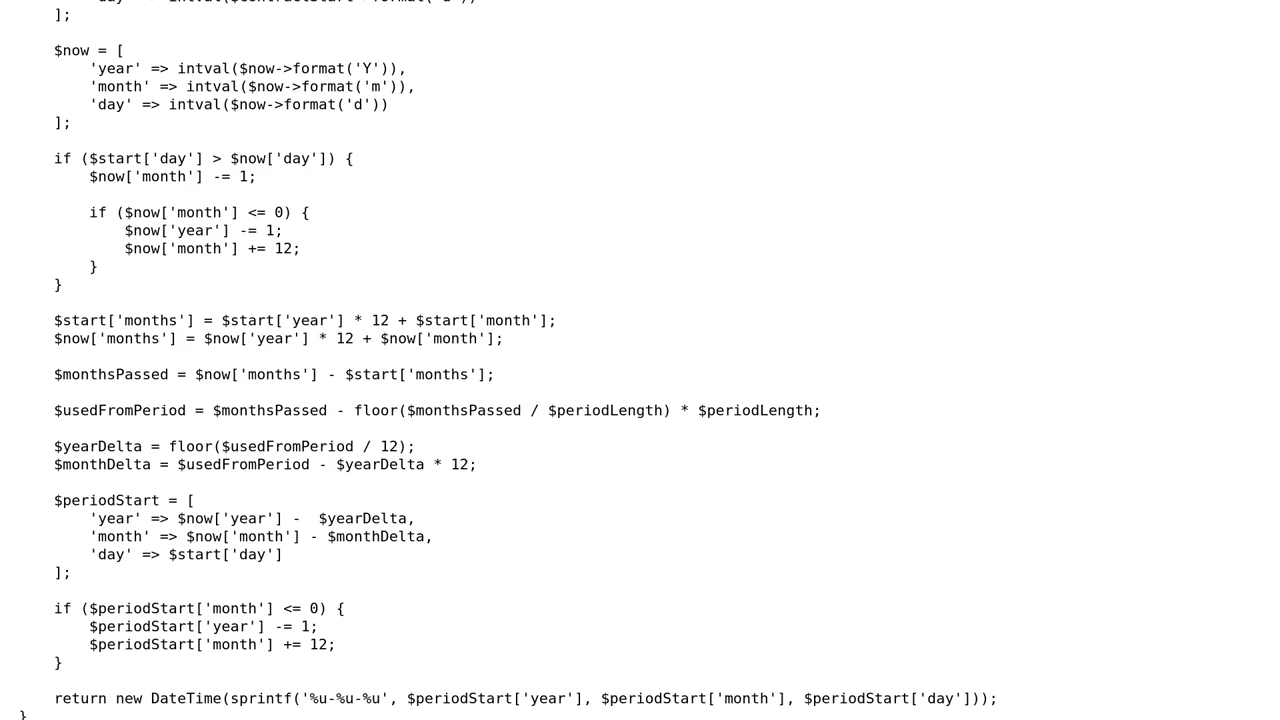 ];
$now = [
'year' => intval($now->format('Y')),
'month' => intval($now->format('m')),
'day' => intval($now->format('d'))
];
if ($start['day'] > $now['day']) {
$now['month'] -= 1;
if ($now['month'] <= 0) {
$now['year'] -= 1;
$now['month'] += 12;
}
}
$start['months'] = $start['year'] * 12 + $start['month'];
$now['months'] = $now['year'] * 12 + $now['month'];
$monthsPassed = $now['months'] - $start['months'];
$usedFromPeriod = $monthsPassed - floor($monthsPassed / $periodLength) * $periodLength;
$yearDelta = floor($usedFromPeriod / 12);
$monthDelta = $usedFromPeriod - $yearDelta * 12;
$periodStart = [
'year' => $now['year'] -  $yearDelta,
'month' => $now['month'] - $monthDelta,
'day' => $start['day']
];
if ($periodStart['month'] <= 0) {
$periodStart['year'] -= 1;
$periodStart['month'] += 12;
}
return new DateTime(sprintf('%u-%u-%u', $periodStart['year'], $periodStart['month'], $periodStart['day']));
}